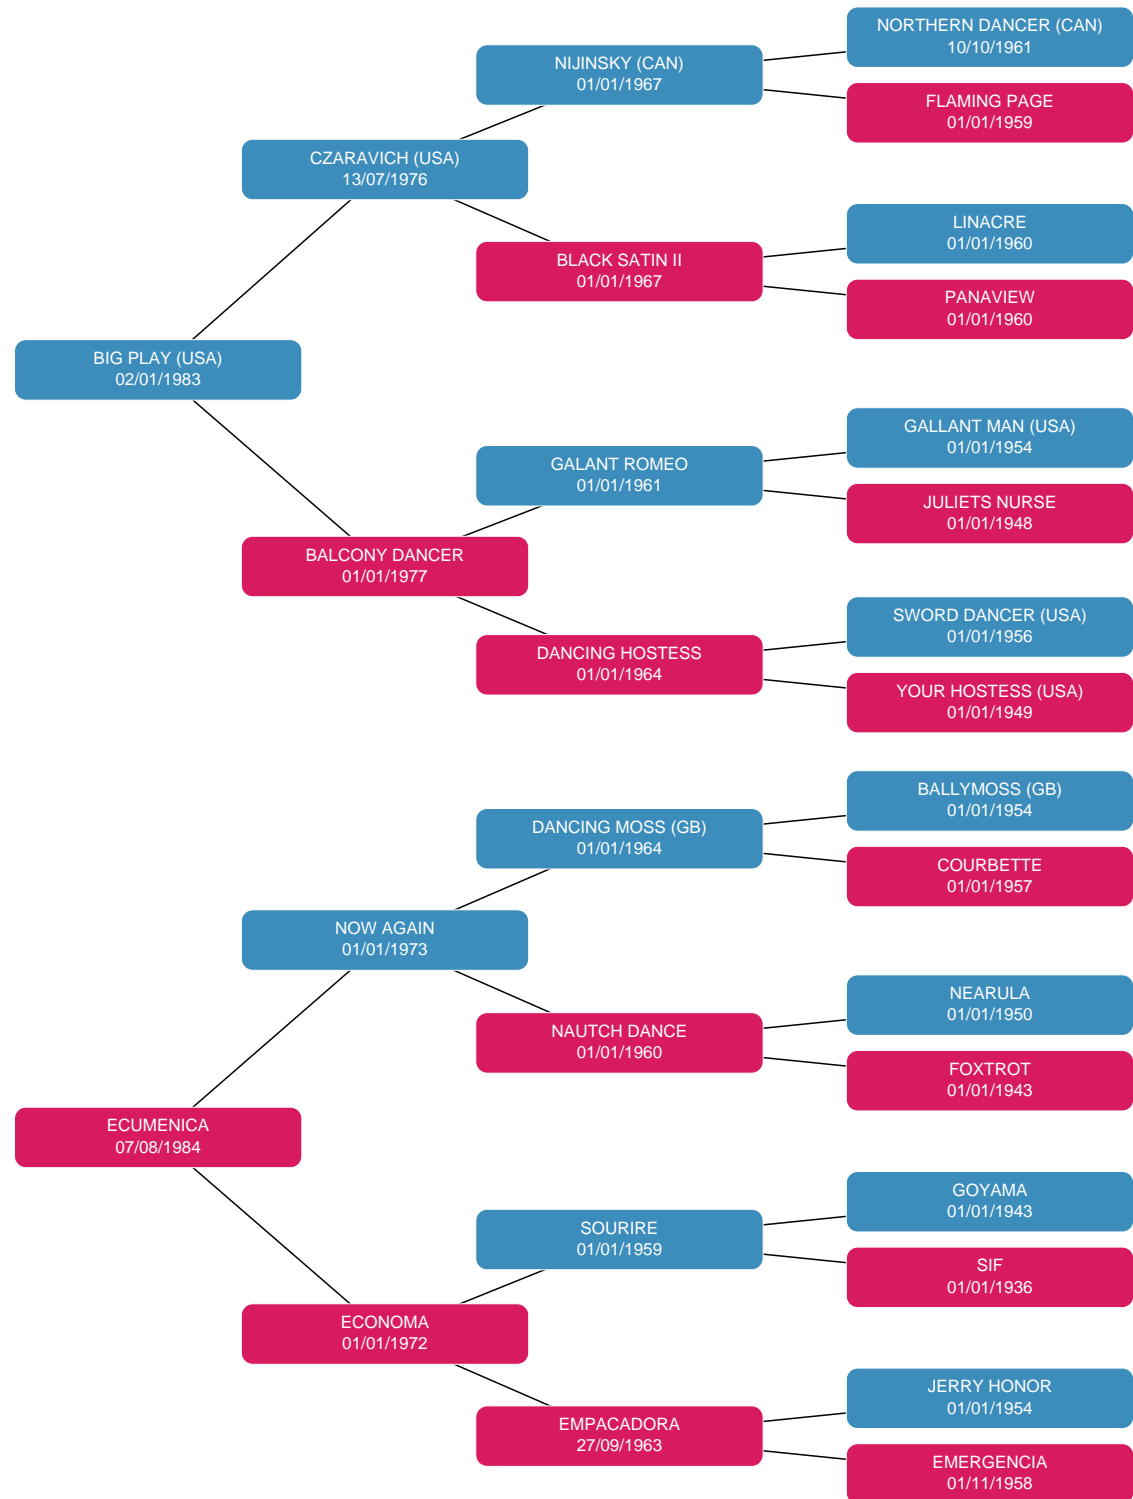 NORTHERN DANCER (CAN)
10/10/1961
NIJINSKY (CAN)
01/01/1967
FLAMING PAGE
01/01/1959
CZARAVICH (USA)
13/07/1976
LINACRE
01/01/1960
BLACK SATIN II
01/01/1967
PANAVIEW
01/01/1960
BIG PLAY (USA)
02/01/1983
GALLANT MAN (USA)
01/01/1954
GALANT ROMEO
01/01/1961
JULIETS NURSE
01/01/1948
BALCONY DANCER
01/01/1977
SWORD DANCER (USA)
01/01/1956
DANCING HOSTESS
01/01/1964
YOUR HOSTESS (USA)
01/01/1949
BALLYMOSS (GB)
01/01/1954
DANCING MOSS (GB)
01/01/1964
COURBETTE
01/01/1957
NOW AGAIN
01/01/1973
NEARULA
01/01/1950
NAUTCH DANCE
01/01/1960
FOXTROT
01/01/1943
ECUMENICA
07/08/1984
GOYAMA
01/01/1943
SOURIRE
01/01/1959
SIF
01/01/1936
ECONOMA
01/01/1972
JERRY HONOR
01/01/1954
EMPACADORA
27/09/1963
EMERGENCIA
01/11/1958